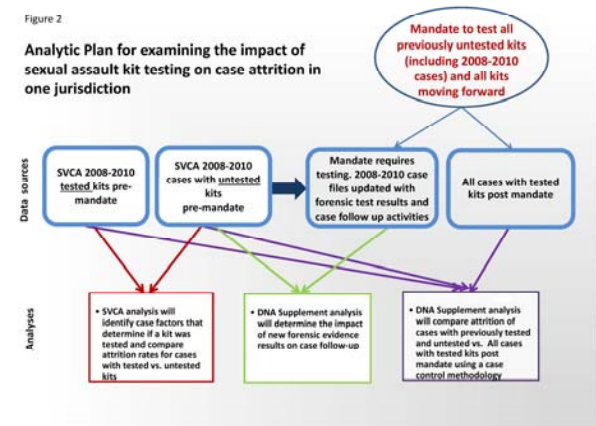 Figure 2
Analytic Plan for examining the impact of
sexual assault kit testing on case attrition in
one jurisdiction
Mandate to test all
previously untested kits
(including 2008-2010
cases) and all kits
moving forward
Data sources
SVCA 2008-2010
tested kits pre-
mandate
SVCA 2008-2010
cases with untested
kits
pre-mandate
Mandate requires
testing. 2008-2010 case
files updated with
forensic test results and
case follow up activities
All cases with tested
kits post mandate
Analyses
• SVCA analysis will
identify case factors that
determine if a kit was
tested and compare
attrition rates for cases
with tested vs. untested
kits
• DNA Supplement analysis
will determine the impact
of new forensic evidence
results on case follow-up
• DNA Supplement analysis
will compare attrition of
cases with previously tested
and untested vs. All cases
with tested kits post
mandate using a case
control methodology